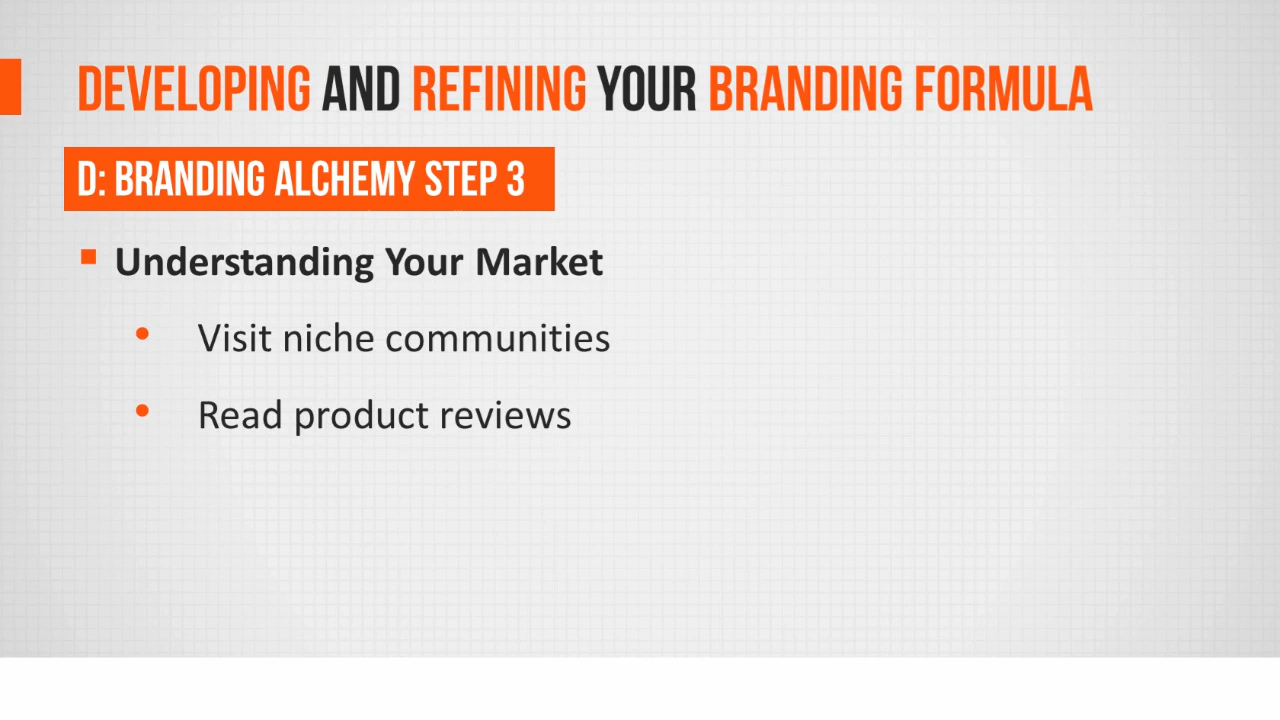 DEVELOPING AND REFINING YOUR BRANDING FORMULA
D: BRANDING ALCHEMY STEP 3
Understanding Your Market
Visit niche communities
Read product reviews